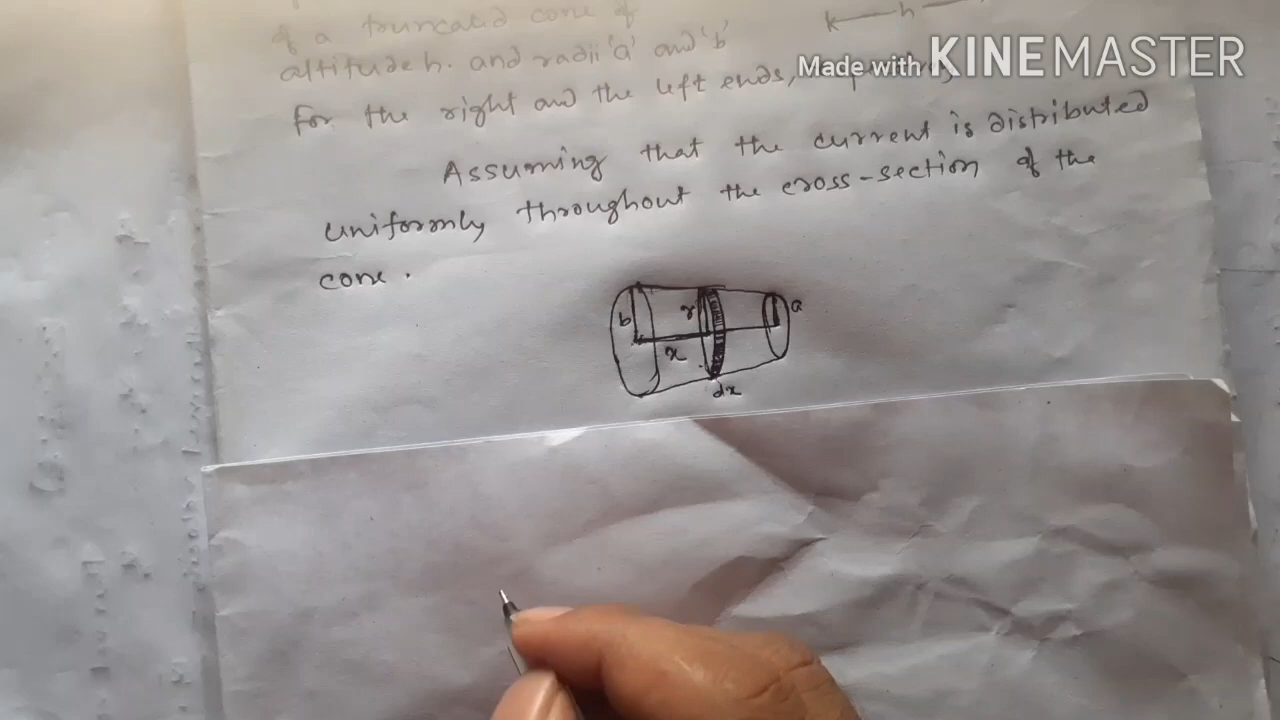 of a truncated cone of
altitude h. and radii 'a' and 'b'
k h
for the right and the left ends,
Made with KINEMASTER
Assuming that the current is distributed
uniformly throughout the cross-section of the
cone.
b r a
x
dx